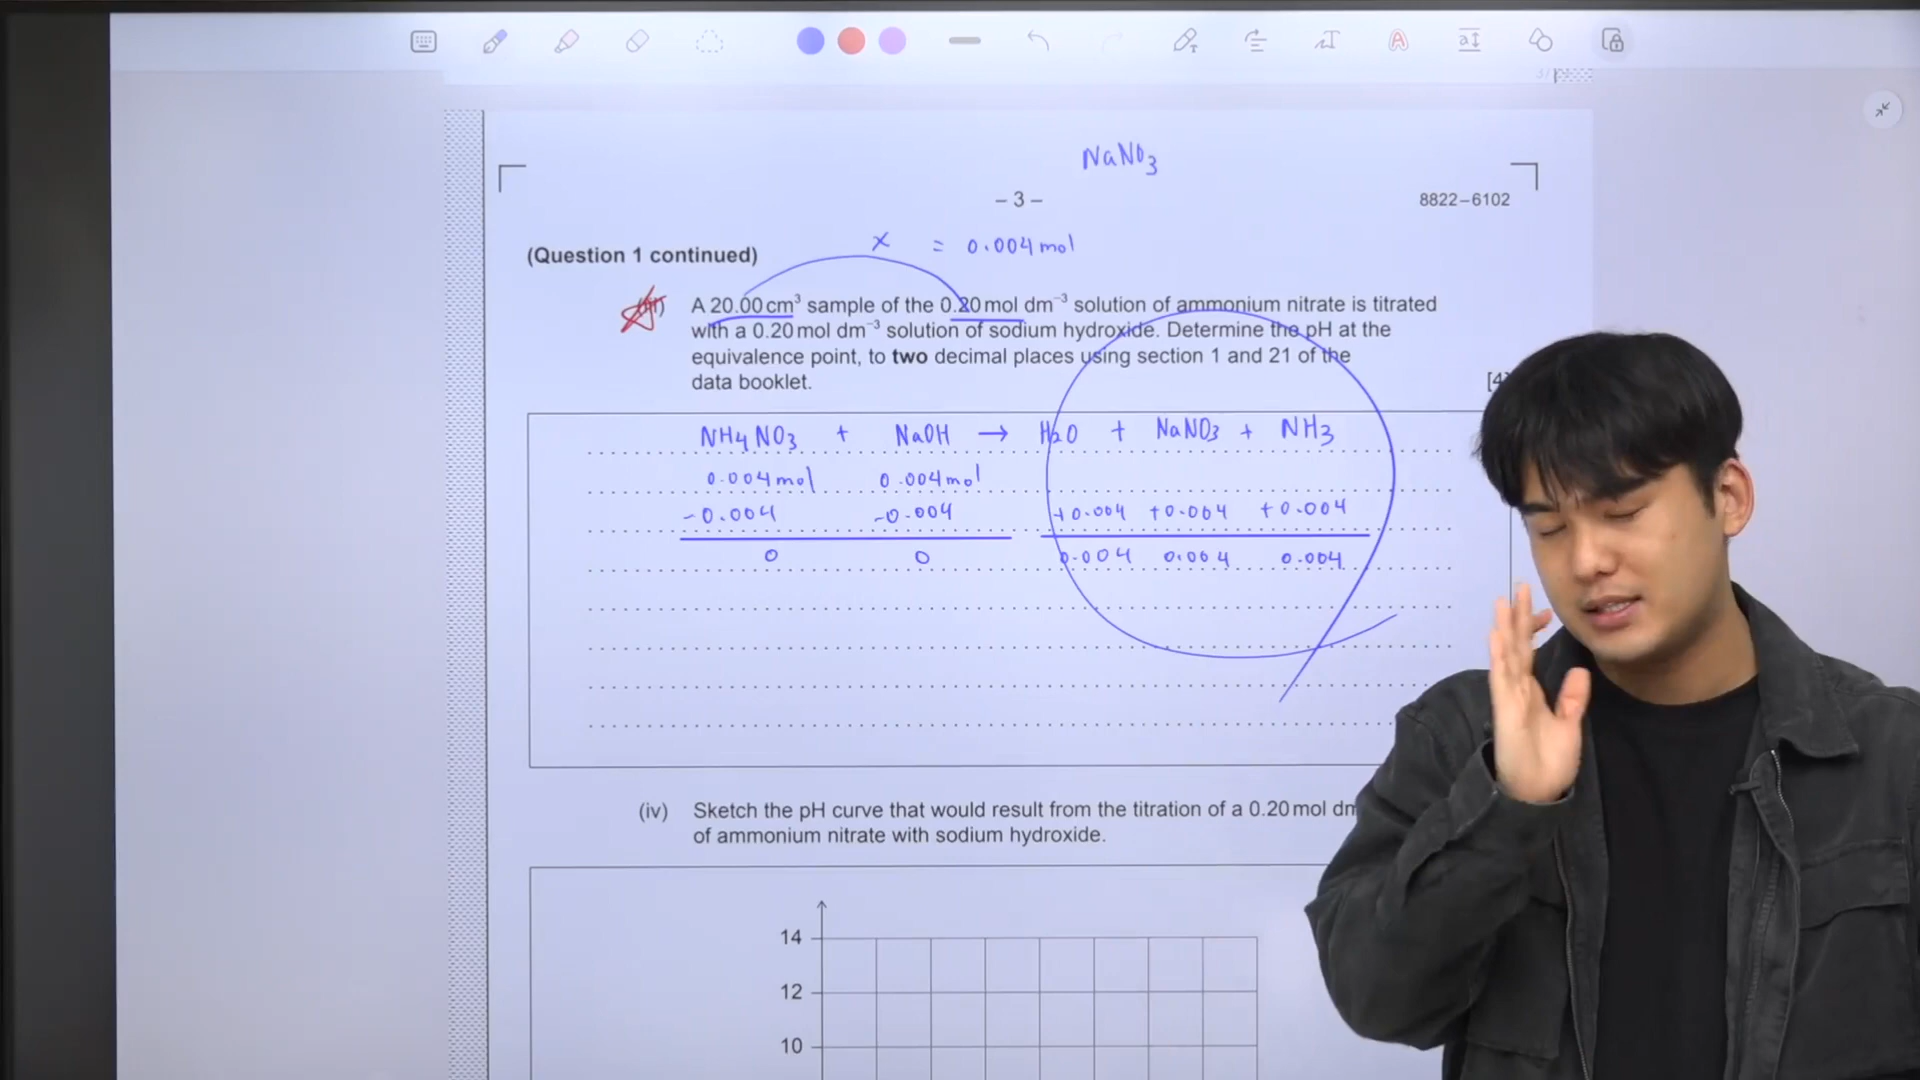 NaNO3
– 3 –
8822–6102
x = 0.004 mol
(Question 1 continued)
A 20.00 cm³ sample of the 0.20 mol dm⁻³ solution of ammonium nitrate is titrated
with a 0.20 mol dm⁻³ solution of sodium hydroxide. Determine the pH at the
equivalence point, to two decimal places using section 1 and 21 of the
data booklet.
[4]
NH4NO3 + NaOH → H2O + NaNO3 + NH3
0.004 mol 0.004 mol
-0.004 -0.004 +0.004 +0.004 +0.004
0 0 0.004 0.004 0.004
(iv) Sketch the pH curve that would result from the titration of a 0.20 mol
of ammonium nitrate with sodium hydroxide.
14
12
10